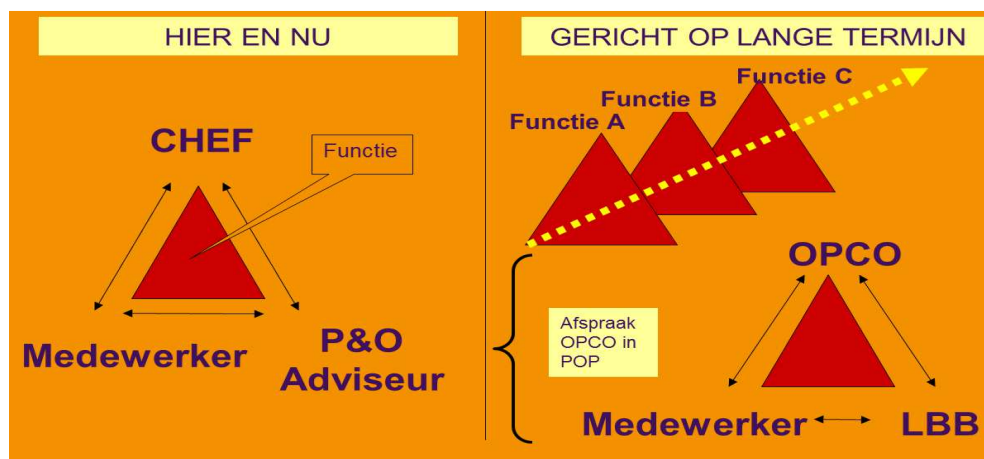 HIER EN NU
CHEF
Functie
Medewerker
P&O
Adviseur
GERICHT OP LANGE TERMIJN
Functie C
Functie B
Functie A
OPCO
Afspraak
OPCO in
POP
Medewerker
LBB